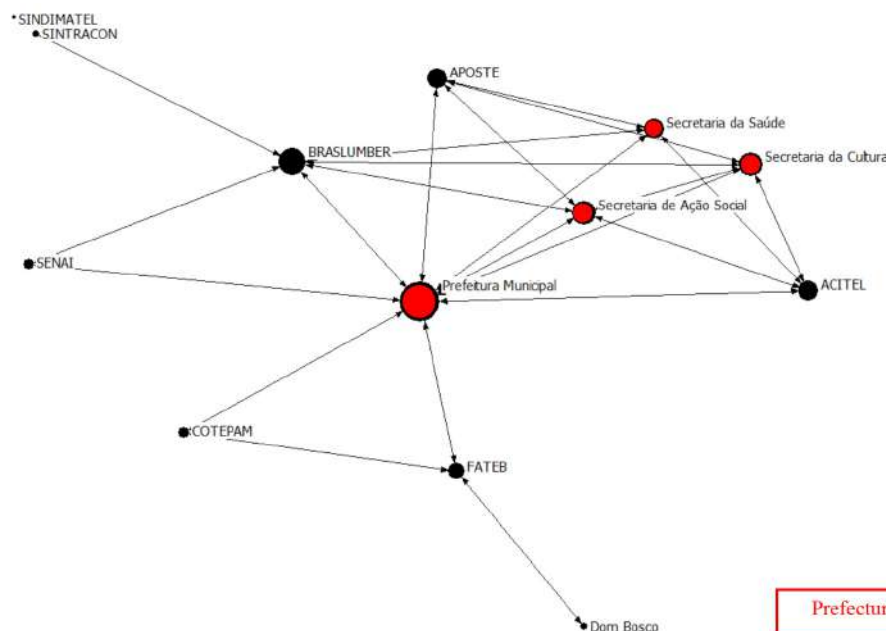 SINDIMATEL
SINTRACON
APOSTE
Secretaria da Saúde
BRASLUMBER
Secretaria da Cultura
Secretaria de Ação Social
SENAI
Prefeitura Municipal
ACITEL
COTEPAM
FATEB
Prefectur
Dom Bosco